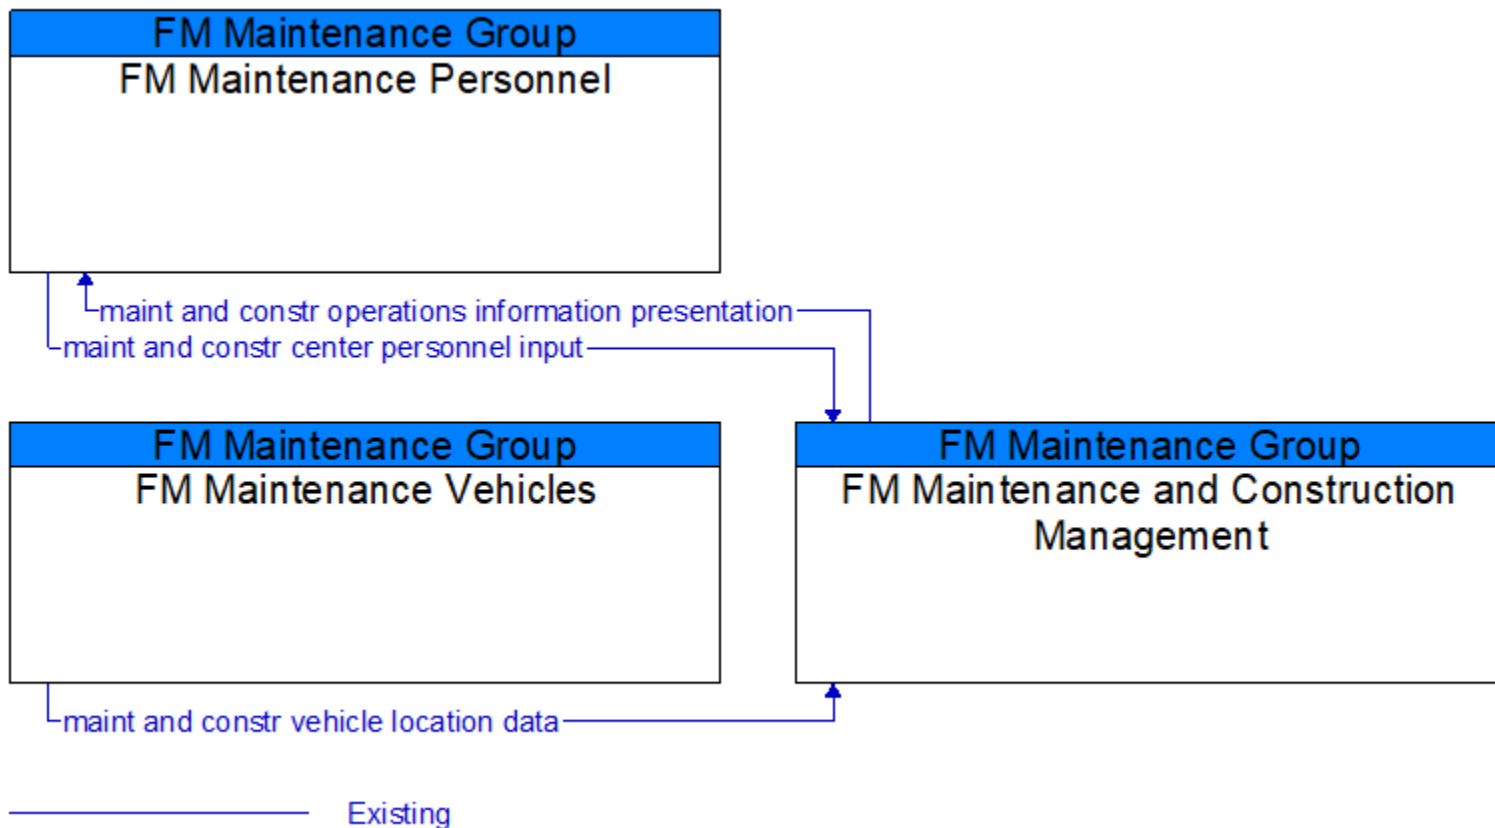 FM Maintenance Group
FM Maintenance Personnel
maint and constr operations information presentation
maint and constr center personnel input
FM Maintenance Group
FM Maintenance Vehicles
FM Maintenance Group
FM Maintenance and Construction
Management
maint and constr vehicle location data
Existing